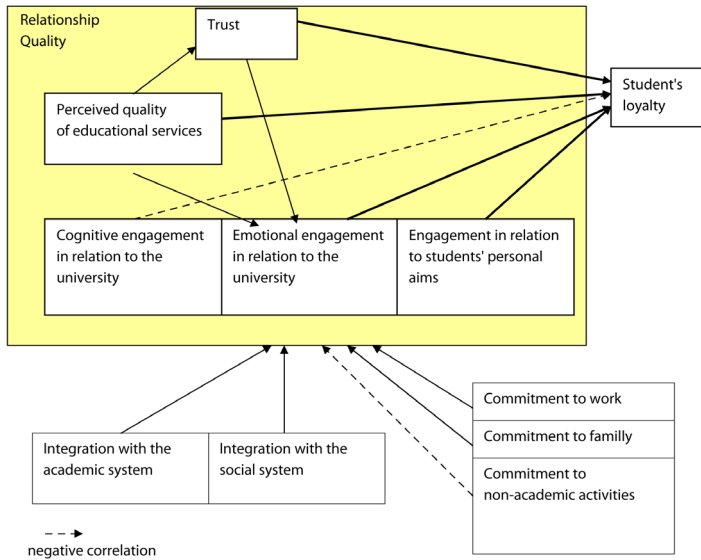 Relationship
Quality
Trust
Student's
loyalty
Perceived quality
of educational services
Cognitive engagement
in relation to the
university
Emotional engagement
in relation to the
university
Engagement in relation
to students' personal
aims
Commitment to work
Commitment to familly
Commitment to
non-academic activities
Integration with the
academic system
Integration with the
social system
negative correlation